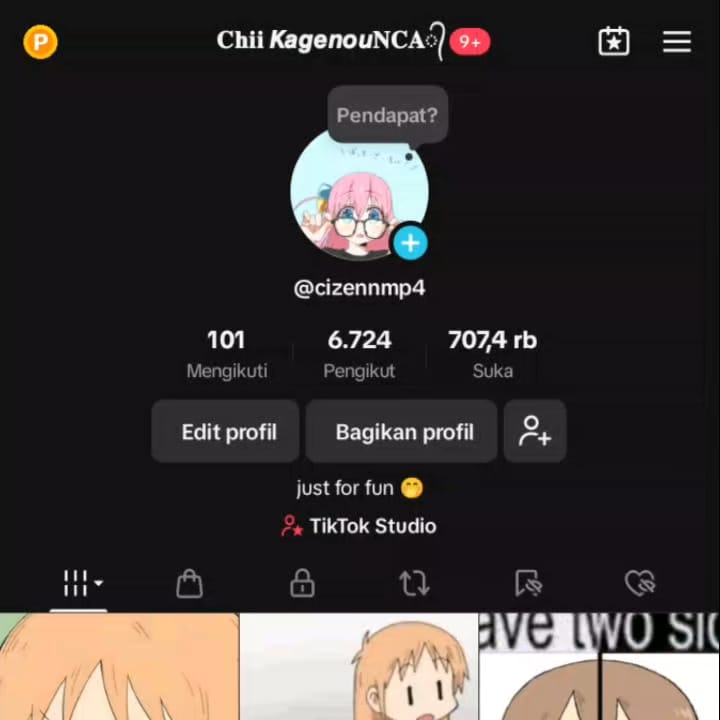 P
Chii KagenouNCAੀ 9+
Pendapat?
@cizennmp4
101 6.724 707,4 rb
Mengikuti Pengikut Suka
Edit profil Bagikan profil
just for fun 🤭
TikTok Studio
ave two sid